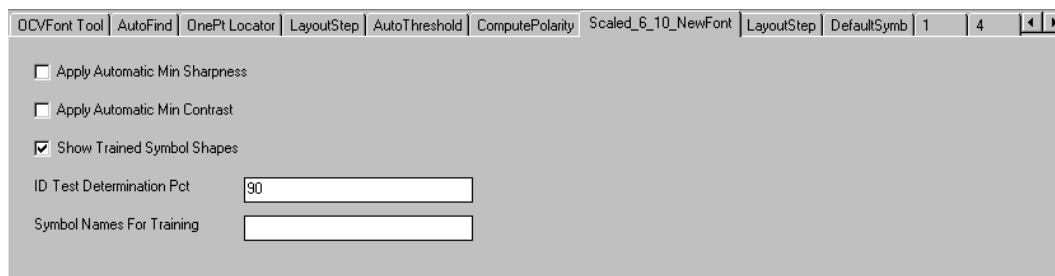 OCVFont Tool AutoFind OnePt Locator LayoutStep AutoThreshold ComputePolarity Scaled_6_10_NewFont LayoutStep DefaultSymb 1 4
Apply Automatic Min Sharpness
Apply Automatic Min Contrast
Show Trained Symbol Shapes
ID Test Determination Pct 90
Symbol Names For Training